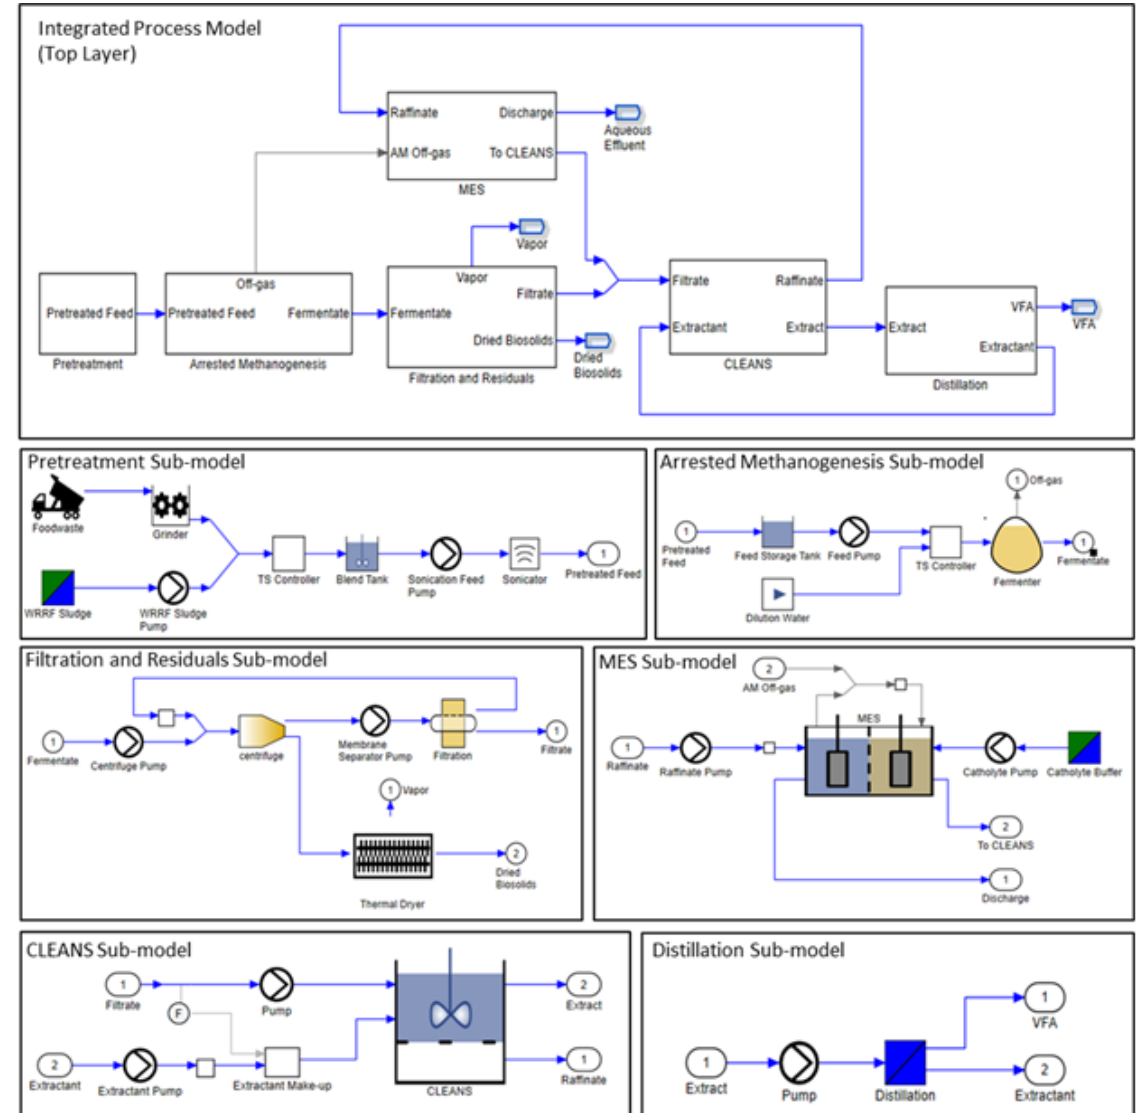 Integrated Process Model
(Top Layer)
Raffinate
Discharge
AM Off-gas
To CLEANS
MES
Aqueous
Effluent
Vapor
Off-gas
Vapor
Pretreated Feed
Pretreated Feed
Fermentate
Fermentate
Filtrate
Dried Biosolids
Filtrate
Raffinate
Extractant
Extract
Extract
VFA
Extractant
VFA
Pretreatment
Arrested Methanogenesis
Filtration and Residuals
Dried
Biosolids
CLEANS
Distillation
Pretreatment Sub-model
Foodwaste
Grinder
WRRF Sludge
WRRF Sludge
Pump
TS Controller
Blend Tank
Sonication Feed
Pump
Sonicator
1
Pretreated Feed
Arrested Methanogenesis Sub-model
1
Off-gas
1
Pretreated
Feed
Feed Storage Tank
Feed Pump
TS Controller
Fermenter
1
Fermentate
Dilution Water
Filtration and Residuals Sub-model
1
Fermentate
Centrifuge Pump
centrifuge
Membrane
Separator Pump
Filtration
1
Filtrate
1
Vapor
2
Dried
Biosolids
Thermal Dryer
MES Sub-model
2
AM Off-gas
MES
1
Raffinate
Raffinate Pump
Catholyte Pump
Catholyte Buffer
2
To CLEANS
1
Discharge
CLEANS Sub-model
1
Filtrate
F
Pump
2
Extractant
Extractant Pump
Extractant Make-up
CLEANS
2
Extract
1
Raffinate
Distillation Sub-model
1
Extract
Pump
Distillation
1
VFA
2
Extractant